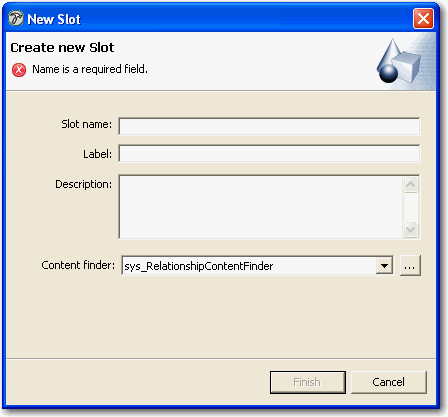 New Slot
Create new Slot
Name is a required field.
Slot name:
Label:
Description:
Content finder: sys_RelationshipContentFinder ...
Finish Cancel